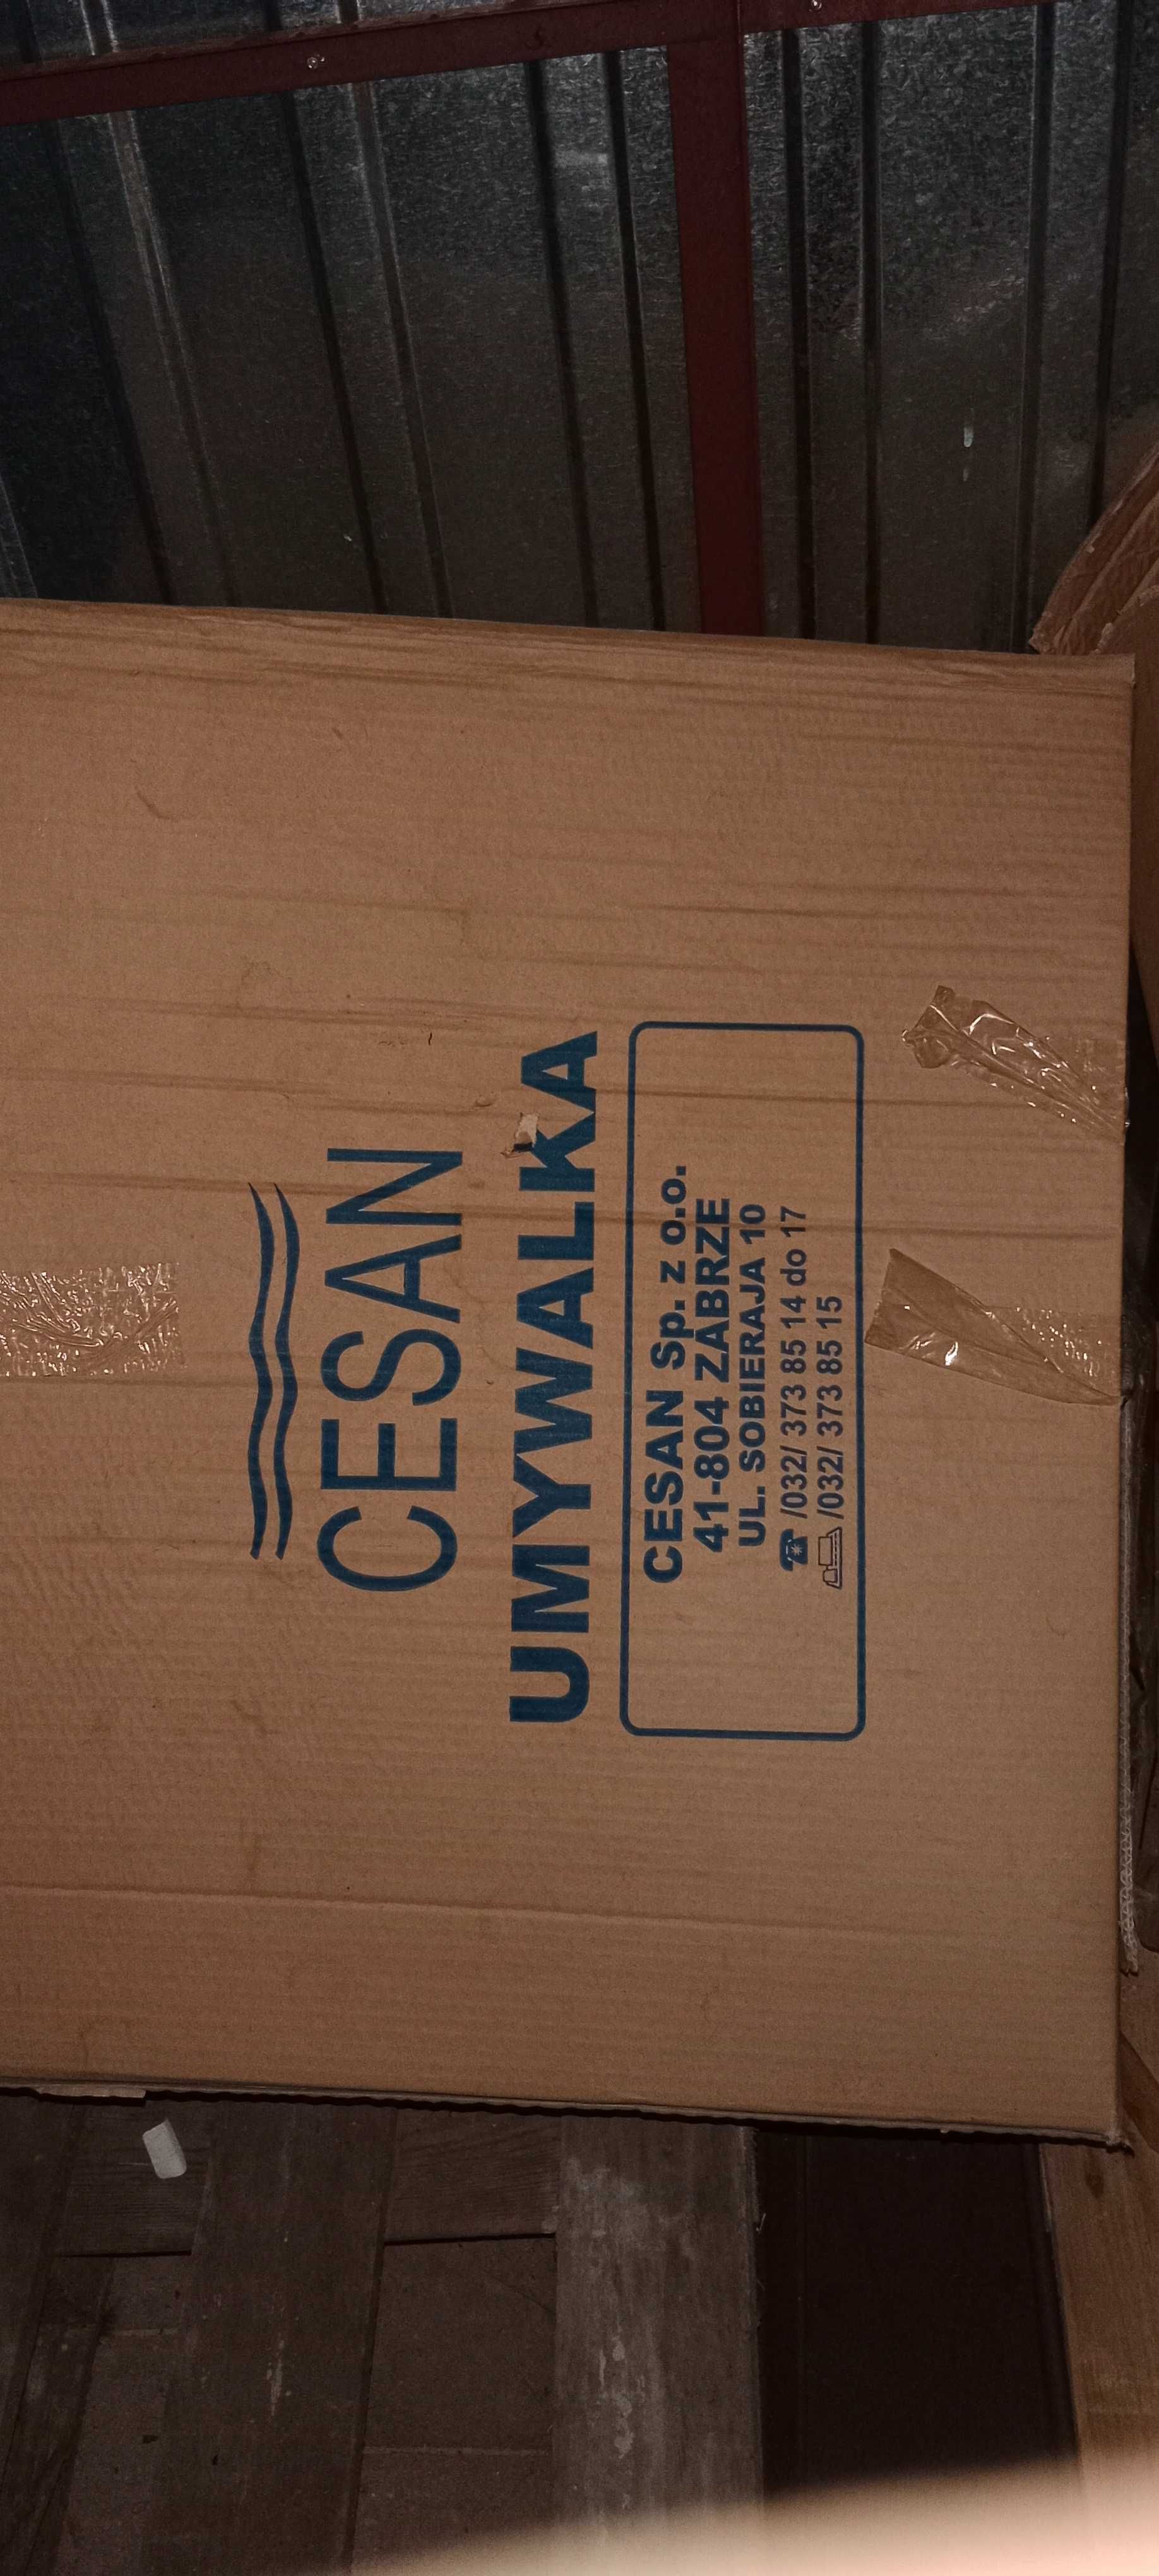 CESAN
UMYWALKA
CESAN Sp. z o.o.
41-804 ZABRZE
UL. SOBIERAJA 10
/032/ 373 85 14 do 17
/032/ 373 85 15